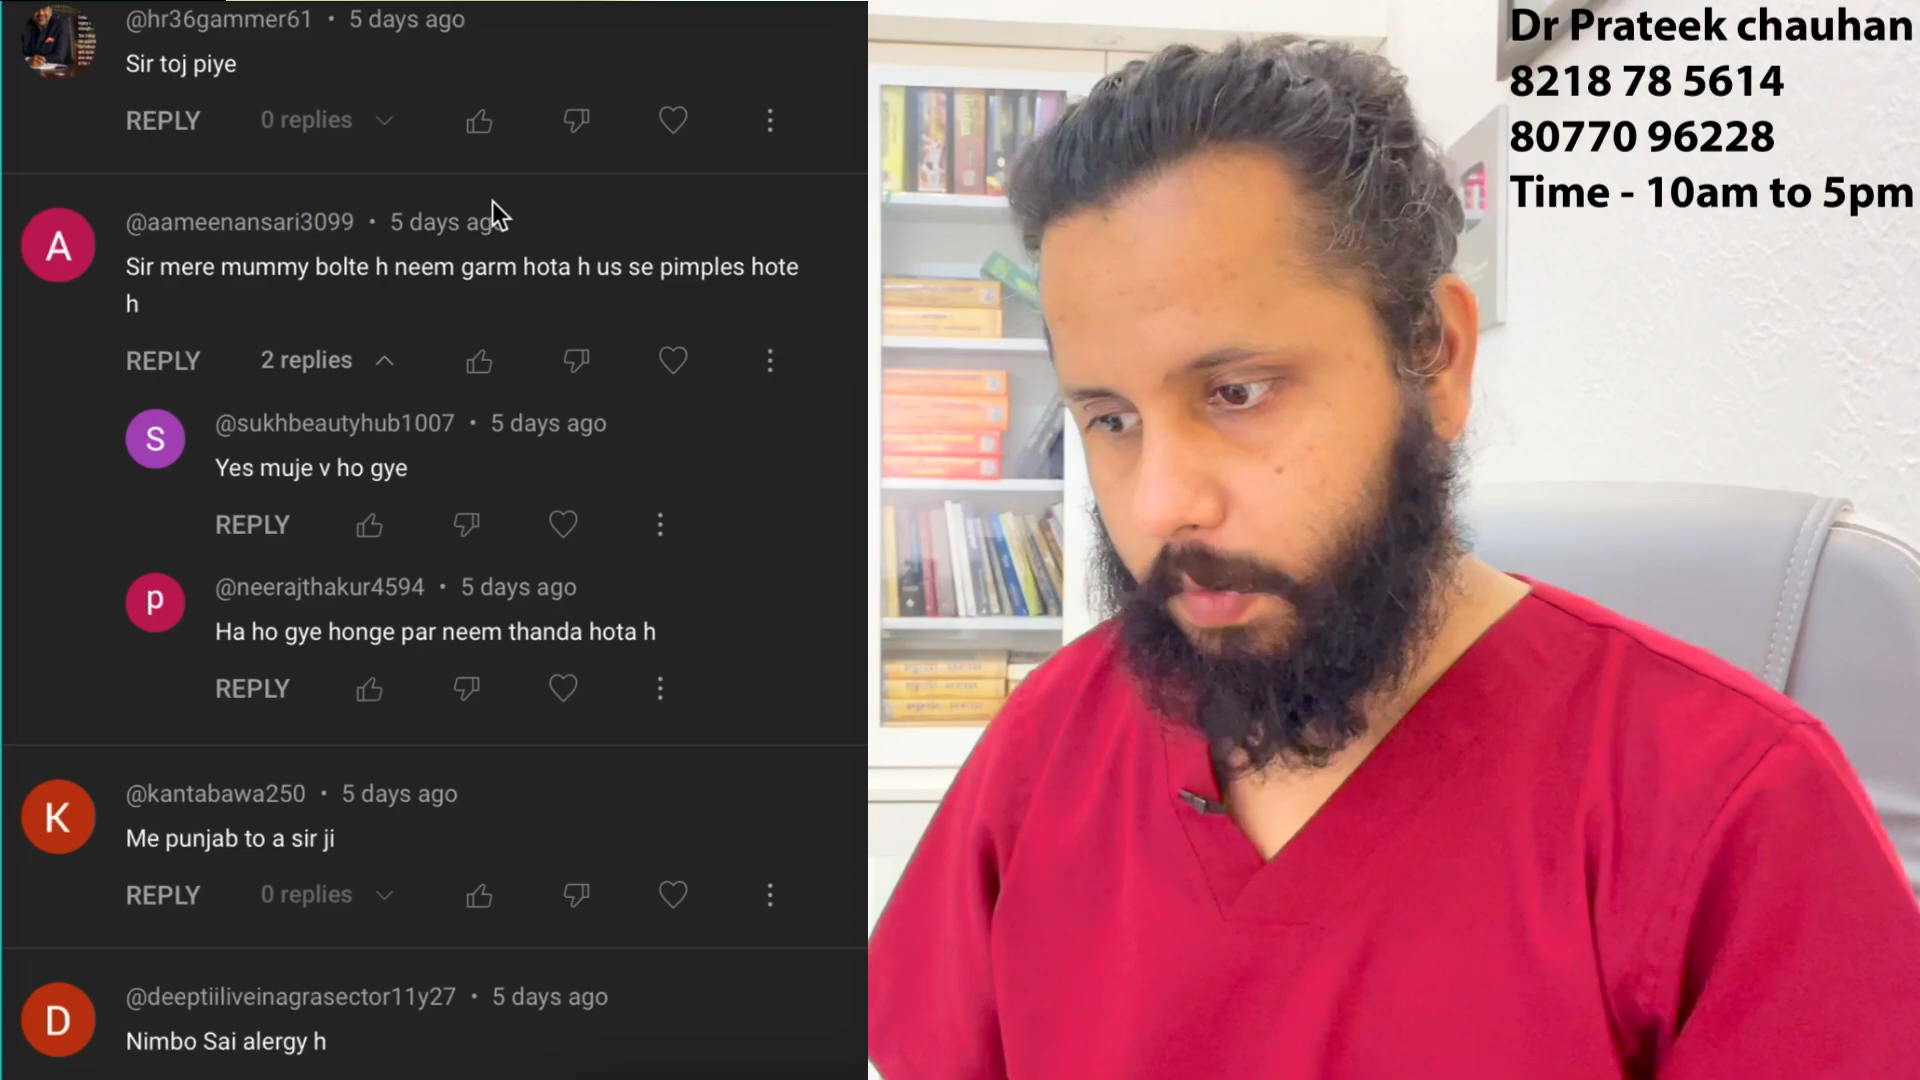 @hr36gammer61 • 5 days ago
Sir toj piye
REPLY 0 replies
A
@aameenansari3099 • 5 days ago
Sir mere mummy bolte h neem garm hota h us se pimples hote
h
REPLY 2 replies
S
@sukhbeautyhub1007 • 5 days ago
Yes muje v ho gye
REPLY
p
@neerajthakur4594 • 5 days ago
Ha ho gye honge par neem thanda hota h
REPLY
K
@kantabawa250 • 5 days ago
Me punjab to a sir ji
REPLY 0 replies
D
@deeptiiliveinagrasector11y27 • 5 days ago
Nimbo Sai alergy h
Dr Prateek chauhan
8218 78 5614
80770 96228
Time - 10am to 5pm